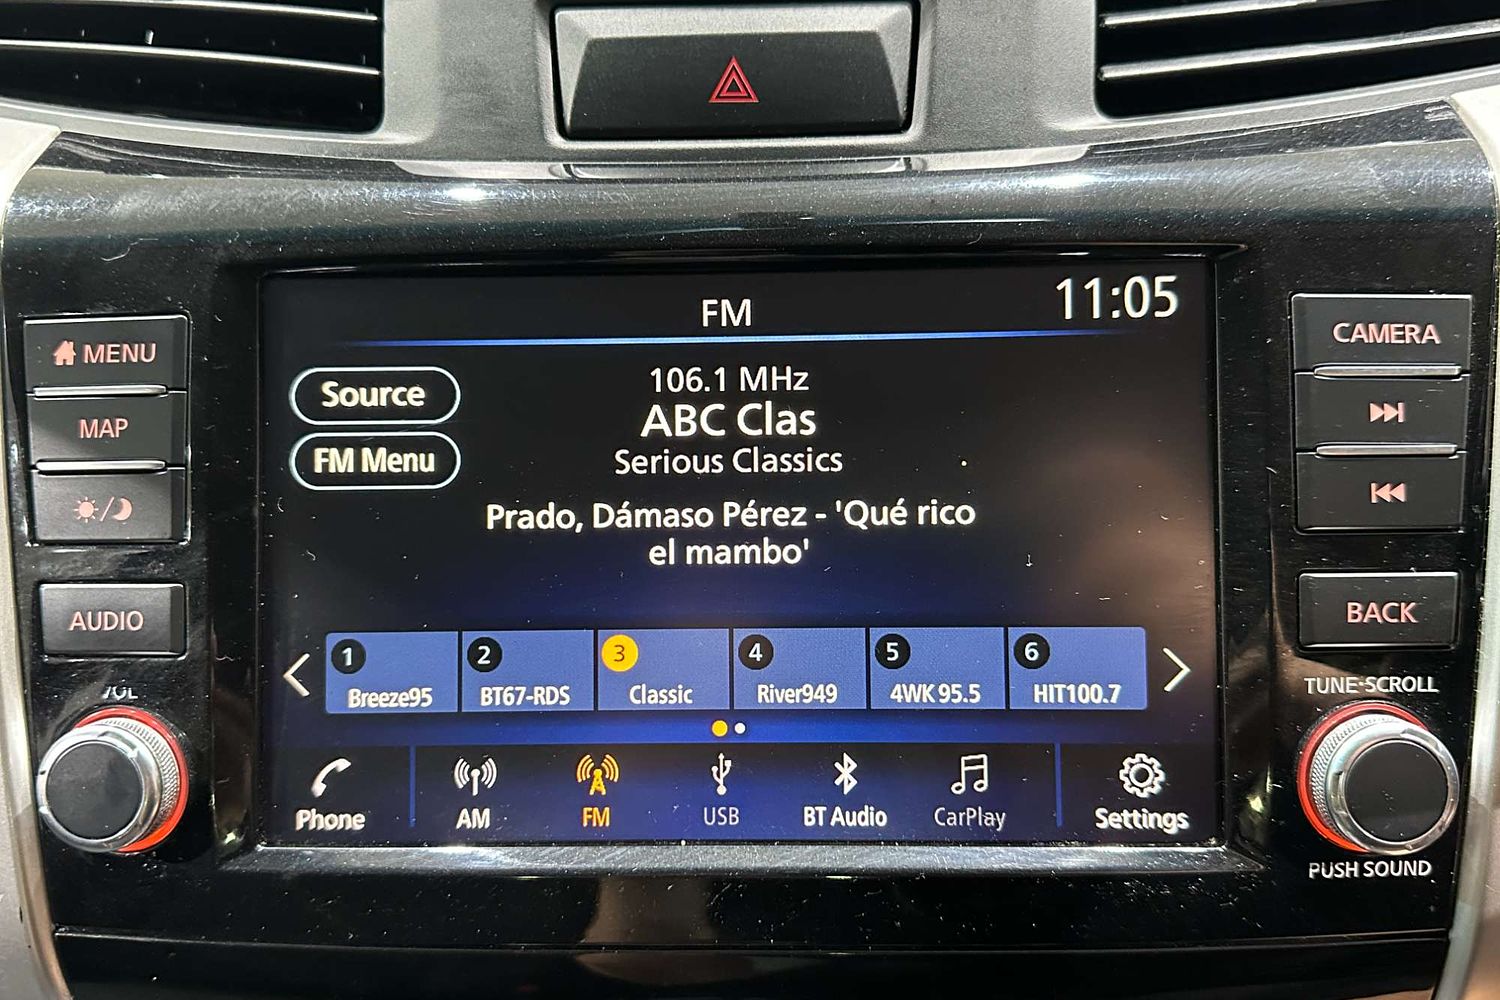 FM
11:05
MENU
MAP
AUDIO
VOL
Source
FM Menu
106.1 MHz
ABC Clas
Serious Classics
Prado, Dámaso Pérez - 'Qué rico
el mambo'
1
Breeze95
2
BT67-RDS
3
Classic
4
River949
5
4WK 95.5
6
HIT100.7
Phone
AM
FM
USB
BT Audio
CarPlay
Settings
CAMERA
BACK
TUNE·SCROLL
PUSH SOUND